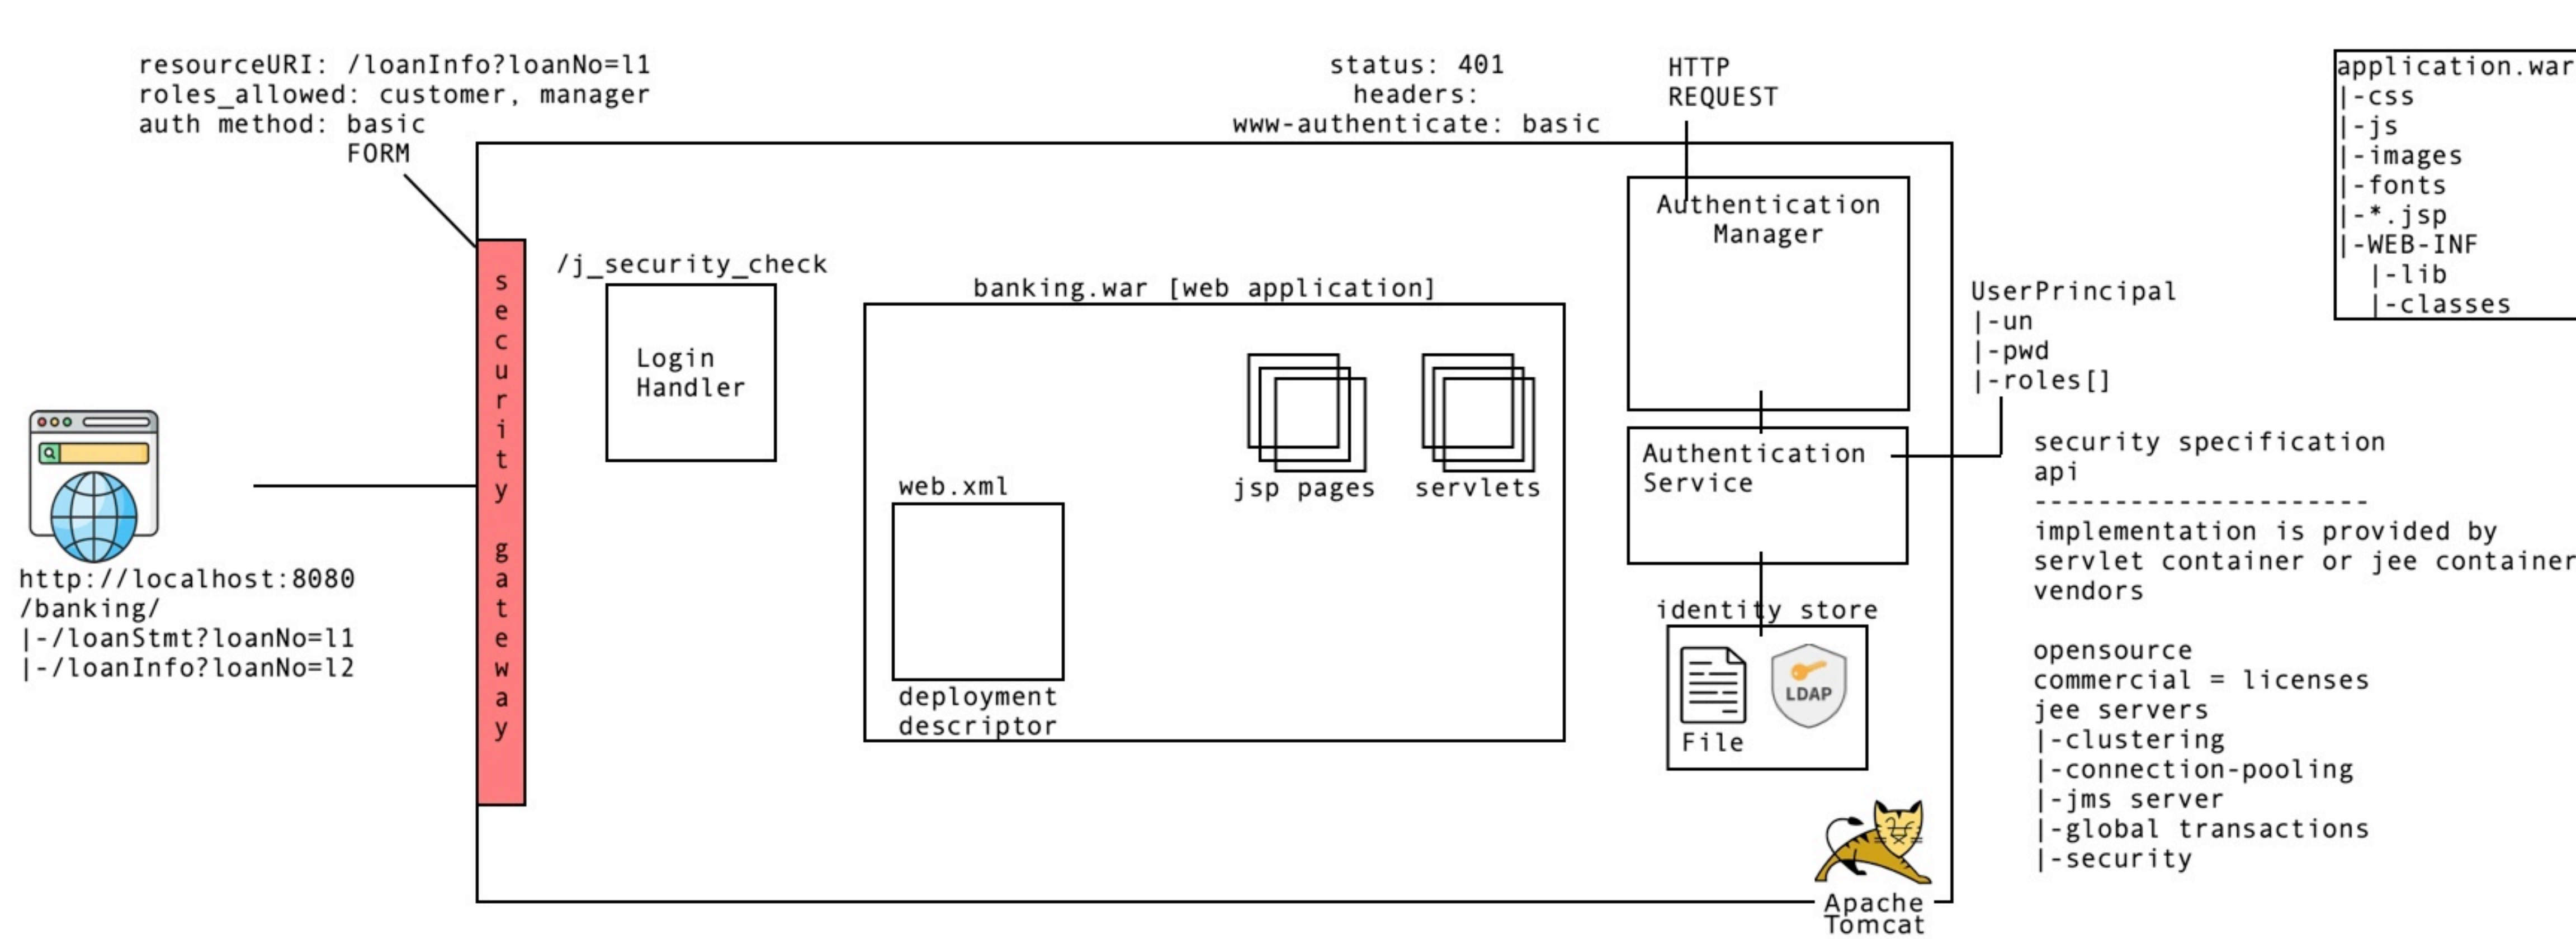 resourceURI: /loanInfo?loanNo=l1
roles_allowed: customer, manager
auth method: basic
FORM
status: 401
headers:
www-authenticate: basic
HTTP
REQUEST
application.war
|-css
|-js
|-images
|-fonts
|-*.jsp
|-WEB-INF
|-lib
|-classes
security gateway
/j_security_check
Login
Handler
banking.war [web application]
jsp pages
servlets
web.xml
deployment
descriptor
Authentication
Manager
Authentication
Service
identity store
File
LDAP
UserPrincipal
|-un
|-pwd
|-roles[]
security specification
api
---------------------
implementation is provided by
servlet container or jee container
vendors
opensource
commercial = licenses
jee servers
|-clustering
|-connection-pooling
|-jms server
|-global transactions
|-security
http://localhost:8080
/banking/
|-/loanStmt?loanNo=l1
|-/loanInfo?loanNo=l2
Apache
Tomcat